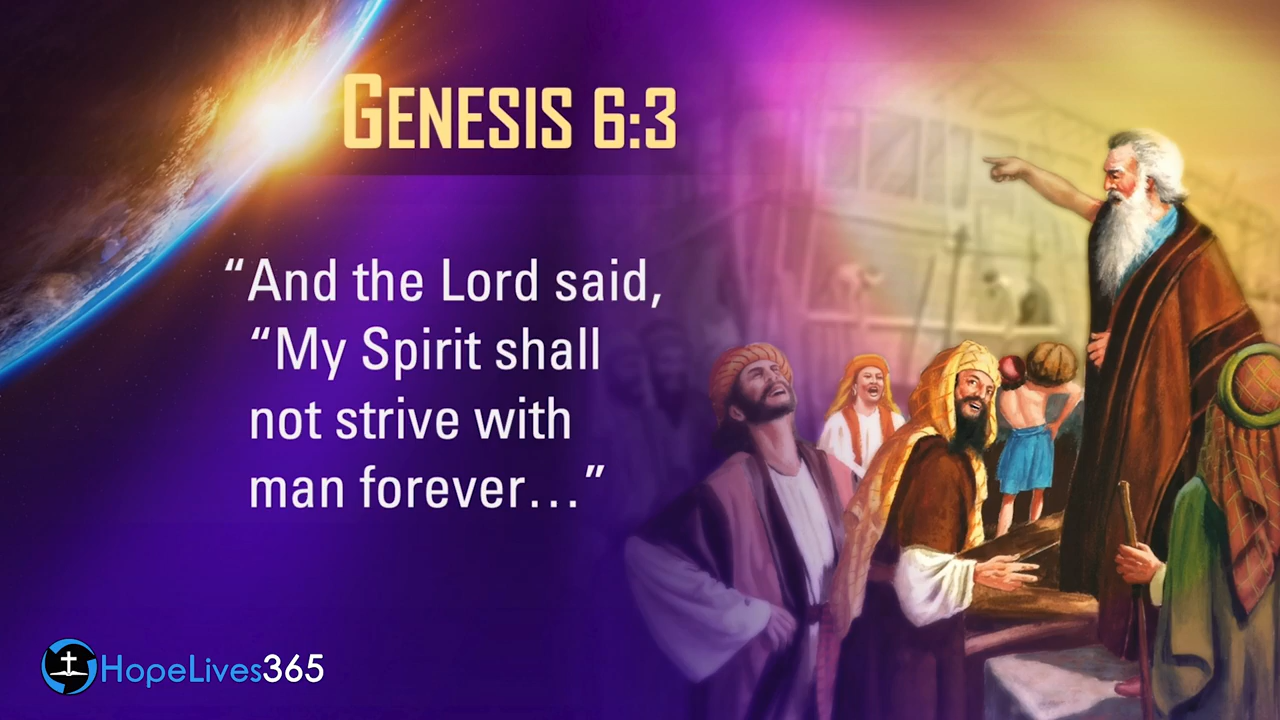 GENESIS 6:3
“And the Lord said,
“My Spirit shall
not strive with
man forever...”
HopeLives365